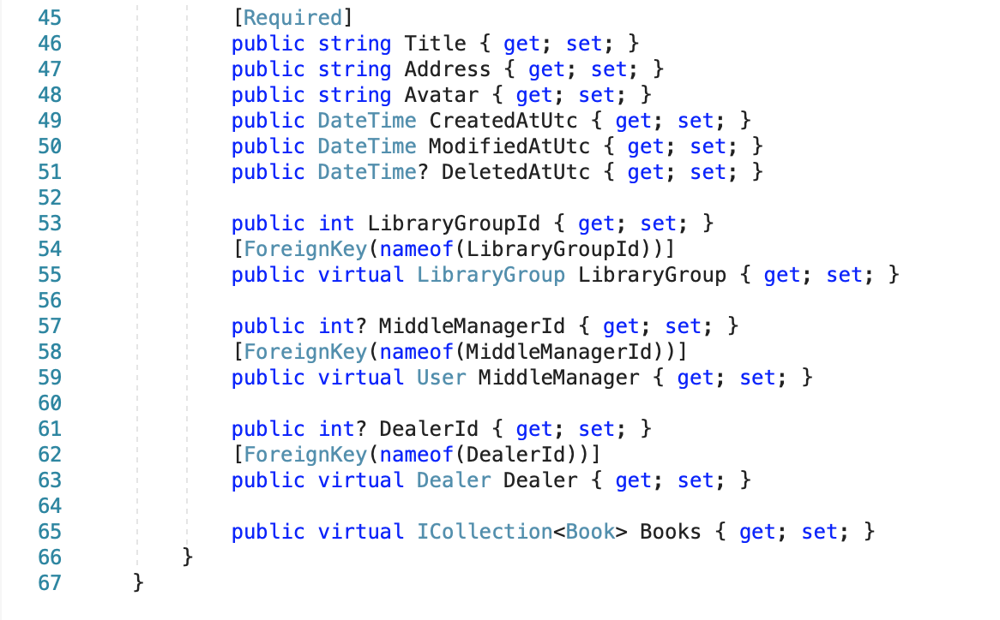 45 [Required]
46 public string Title { get; set; }
47 public string Address { get; set; }
48 public string Avatar { get; set; }
49 public DateTime CreatedAtUtc { get; set; }
50 public DateTime ModifiedAtUtc { get; set; }
51 public DateTime? DeletedAtUtc { get; set; }
52
53 public int LibraryGroupId { get; set; }
54 [ForeignKey(nameof(LibraryGroupId))]
55 public virtual LibraryGroup LibraryGroup { get; set; }
56
57 public int? MiddleManagerId { get; set; }
58 [ForeignKey(nameof(MiddleManagerId))]
59 public virtual User MiddleManager { get; set; }
60
61 public int? DealerId { get; set; }
62 [ForeignKey(nameof(DealerId))]
63 public virtual Dealer Dealer { get; set; }
64
65 public virtual ICollection<Book> Books { get; set; }
66 }
67 }